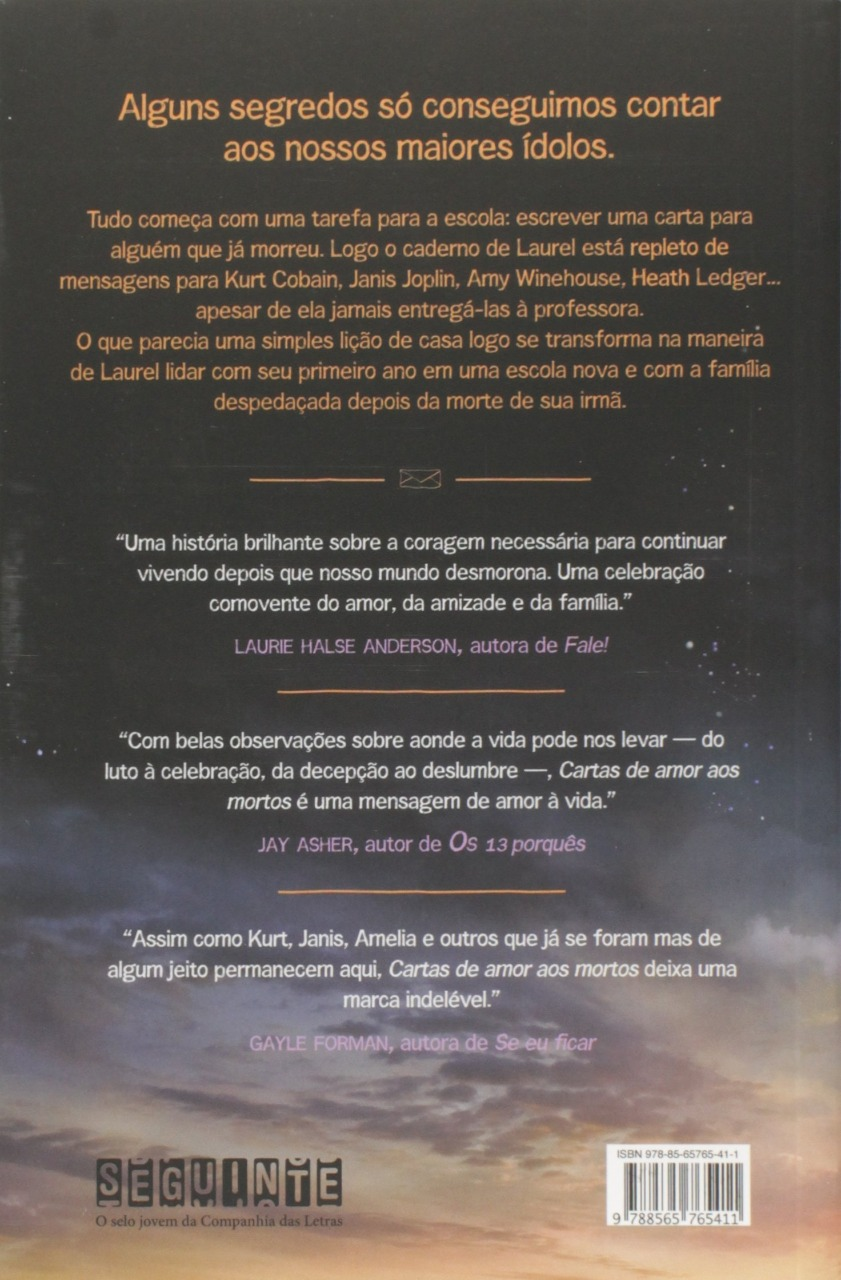 Alguns segredos só conseguimos contar
aos nossos maiores ídolos.
Tudo começa com uma tarefa para a escola: escrever uma carta para
alguém que já morreu. Logo o caderno de Laurel está repleto de
mensagens para Kurt Cobain, Janis Joplin, Amy Winehouse, Heath Ledger...
apesar de ela jamais entregá-las à professora.
O que parecia uma simples lição de casa logo se transforma na maneira
de Laurel lidar com seu primeiro ano em uma escola nova e com a família
despedaçada depois da morte de sua irmã.
“Uma história brilhante sobre a coragem necessária para continuar
vivendo depois que nosso mundo desmorona. Uma celebração
comovente do amor, da amizade e da família.”
LAURIE HALSE ANDERSON, autora de Fale!
“Com belas observações sobre aonde a vida pode nos levar — do
luto à celebração, da decepção ao deslumbre —, Cartas de amor aos
mortos é uma mensagem de amor à vida.”
JAY ASHER, autor de Os 13 porquês
“Assim como Kurt, Janis, Amelia e outros que já se foram mas de
algum jeito permanecem aqui, Cartas de amor aos mortos deixa uma
marca indelével.”
GAYLE FORMAN, autora de Se eu ficar
SEGUINTE
O selo jovem da Companhia das Letras
ISBN 978-85-65765-41-1
9 788565 765411